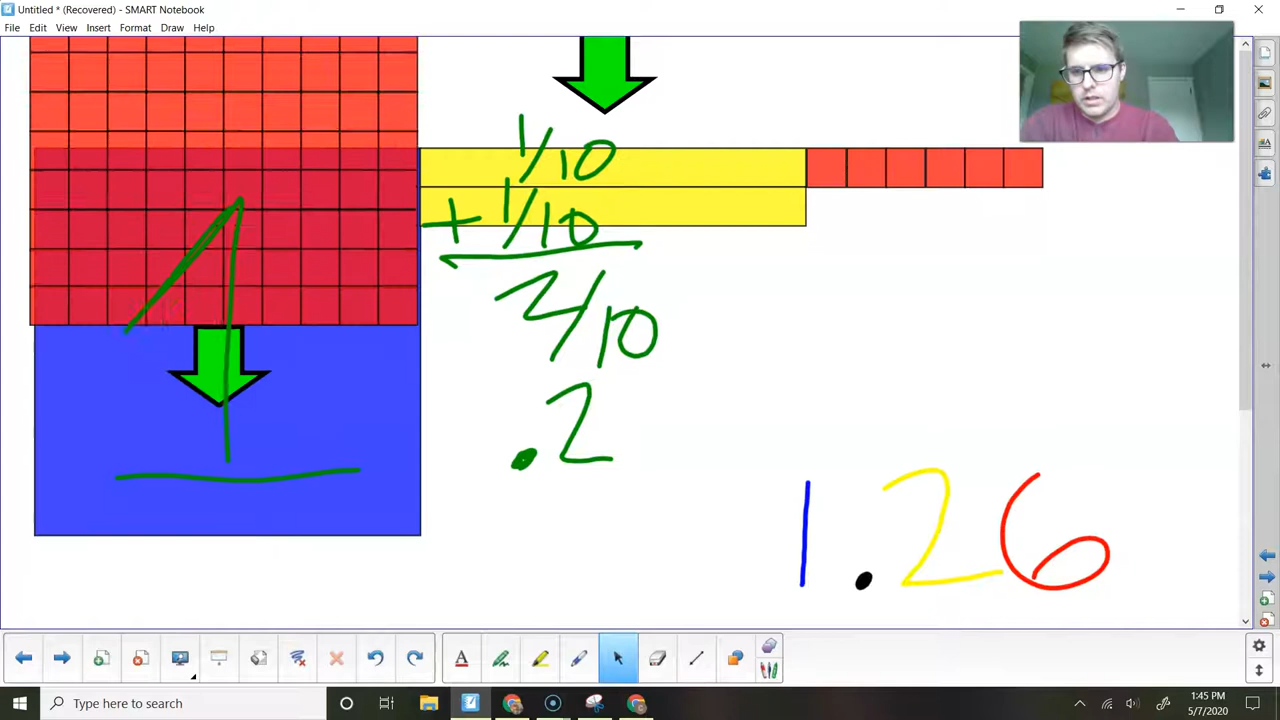 Untitled * (Recovered) - SMART Notebook
File Edit View Insert Format Draw Help
1/10
+ 1/10
2/10
.2
1
1.26
A
Type here to search
1:45 PM
5/7/2020